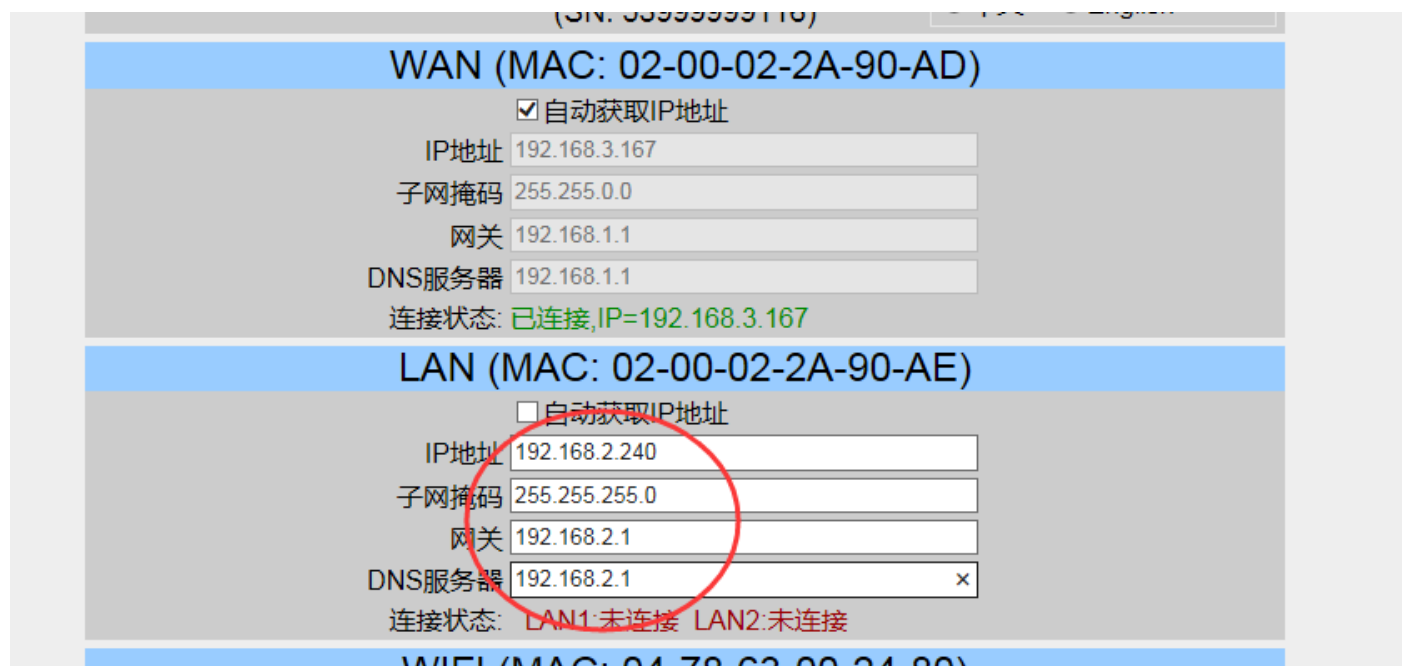 WAN (MAC: 02-00-02-2A-90-AD)
自动获取IP地址
IP地址 192.168.3.167
子网掩码 255.255.0.0
网关 192.168.1.1
DNS服务器 192.168.1.1
连接状态: 已连接,IP=192.168.3.167
LAN (MAC: 02-00-02-2A-90-AE)
自动获取IP地址
IP地址 192.168.2.240
子网掩码 255.255.255.0
网关 192.168.2.1
DNS服务器 192.168.2.1 ×
连接状态: LAN1:未连接 LAN2:未连接